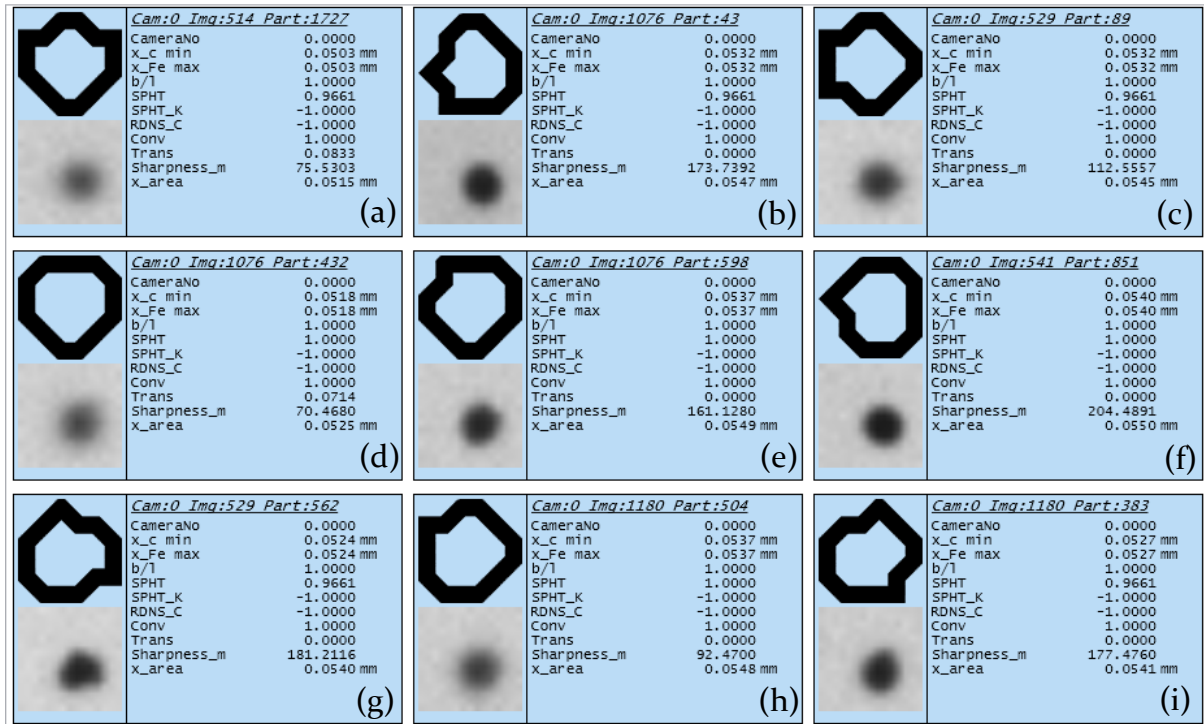 Cam:0 Img:514 Part:1727
CameraNo 0.0000
x_c min 0.0503 mm
x_Fe max 0.0503 mm
b/l 1.0000
SPHT 0.9661
SPHT_K -1.0000
RDNS_C -1.0000
Conv 1.0000
Trans 0.0833
Sharpness_m 75.5303
x_area 0.0515 mm
(a)
Cam:0 Img:1076 Part:43
CameraNo 0.0000
x_c min 0.0532 mm
x_Fe max 0.0532 mm
b/l 1.0000
SPHT 0.9661
SPHT_K -1.0000
RDNS_C -1.0000
Conv 1.0000
Trans 0.0000
Sharpness_m 173.7392
x_area 0.0547 mm
(b)
Cam:0 Img:529 Part:89
CameraNo 0.0000
x_c min 0.0532 mm
x_Fe max 0.0532 mm
b/l 1.0000
SPHT 0.9661
SPHT_K -1.0000
RDNS_C -1.0000
Conv 1.0000
Trans 0.0000
Sharpness_m 112.5557
x_area 0.0545 mm
(c)
Cam:0 Img:1076 Part:432
CameraNo 0.0000
x_c min 0.0518 mm
x_Fe max 0.0518 mm
b/l 1.0000
SPHT 1.0000
SPHT_K -1.0000
RDNS_C -1.0000
Conv 1.0000
Trans 0.0714
Sharpness_m 70.4680
x_area 0.0525 mm
(d)
Cam:0 Img:1076 Part:598
CameraNo 0.0000
x_c min 0.0537 mm
x_Fe max 0.0537 mm
b/l 1.0000
SPHT 1.0000
SPHT_K -1.0000
RDNS_C -1.0000
Conv 1.0000
Trans 0.0000
Sharpness_m 161.1280
x_area 0.0549 mm
(e)
Cam:0 Img:541 Part:851
CameraNo 0.0000
x_c min 0.0540 mm
x_Fe max 0.0540 mm
b/l 1.0000
SPHT 1.0000
SPHT_K -1.0000
RDNS_C -1.0000
Conv 1.0000
Trans 0.0000
Sharpness_m 204.4891
x_area 0.0550 mm
(f)
Cam:0 Img:529 Part:562
CameraNo 0.0000
x_c min 0.0524 mm
x_Fe max 0.0524 mm
b/l 1.0000
SPHT 0.9661
SPHT_K -1.0000
RDNS_C -1.0000
Conv 1.0000
Trans 0.0000
Sharpness_m 181.2116
x_area 0.0540 mm
(g)
Cam:0 Img:1180 Part:504
CameraNo 0.0000
x_c min 0.0537 mm
x_Fe max 0.0537 mm
b/l 1.0000
SPHT 1.0000
SPHT_K -1.0000
RDNS_C -1.0000
Conv 1.0000
Trans 0.0000
Sharpness_m 92.4700
x_area 0.0548 mm
(h)
Cam:0 Img:1180 Part:383
CameraNo 0.0000
x_c min 0.0527 mm
x_Fe max 0.0527 mm
b/l 1.0000
SPHT 0.9661
SPHT_K -1.0000
RDNS_C -1.0000
Conv 1.0000
Trans 0.0000
Sharpness_m 177.4760
x_area 0.0541 mm
(i)